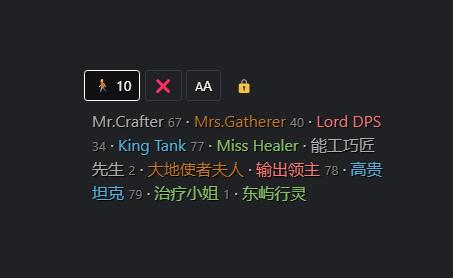 10 AA
Mr.Crafter 67 · Mrs.Gatherer 40 · Lord DPS
34 · King Tank 77 · Miss Healer · 能工巧匠
先生 2 · 大地使者夫人 · 输出领主 78 · 高贵
坦克 79 · 治疗小姐 1 · 东屿行灵